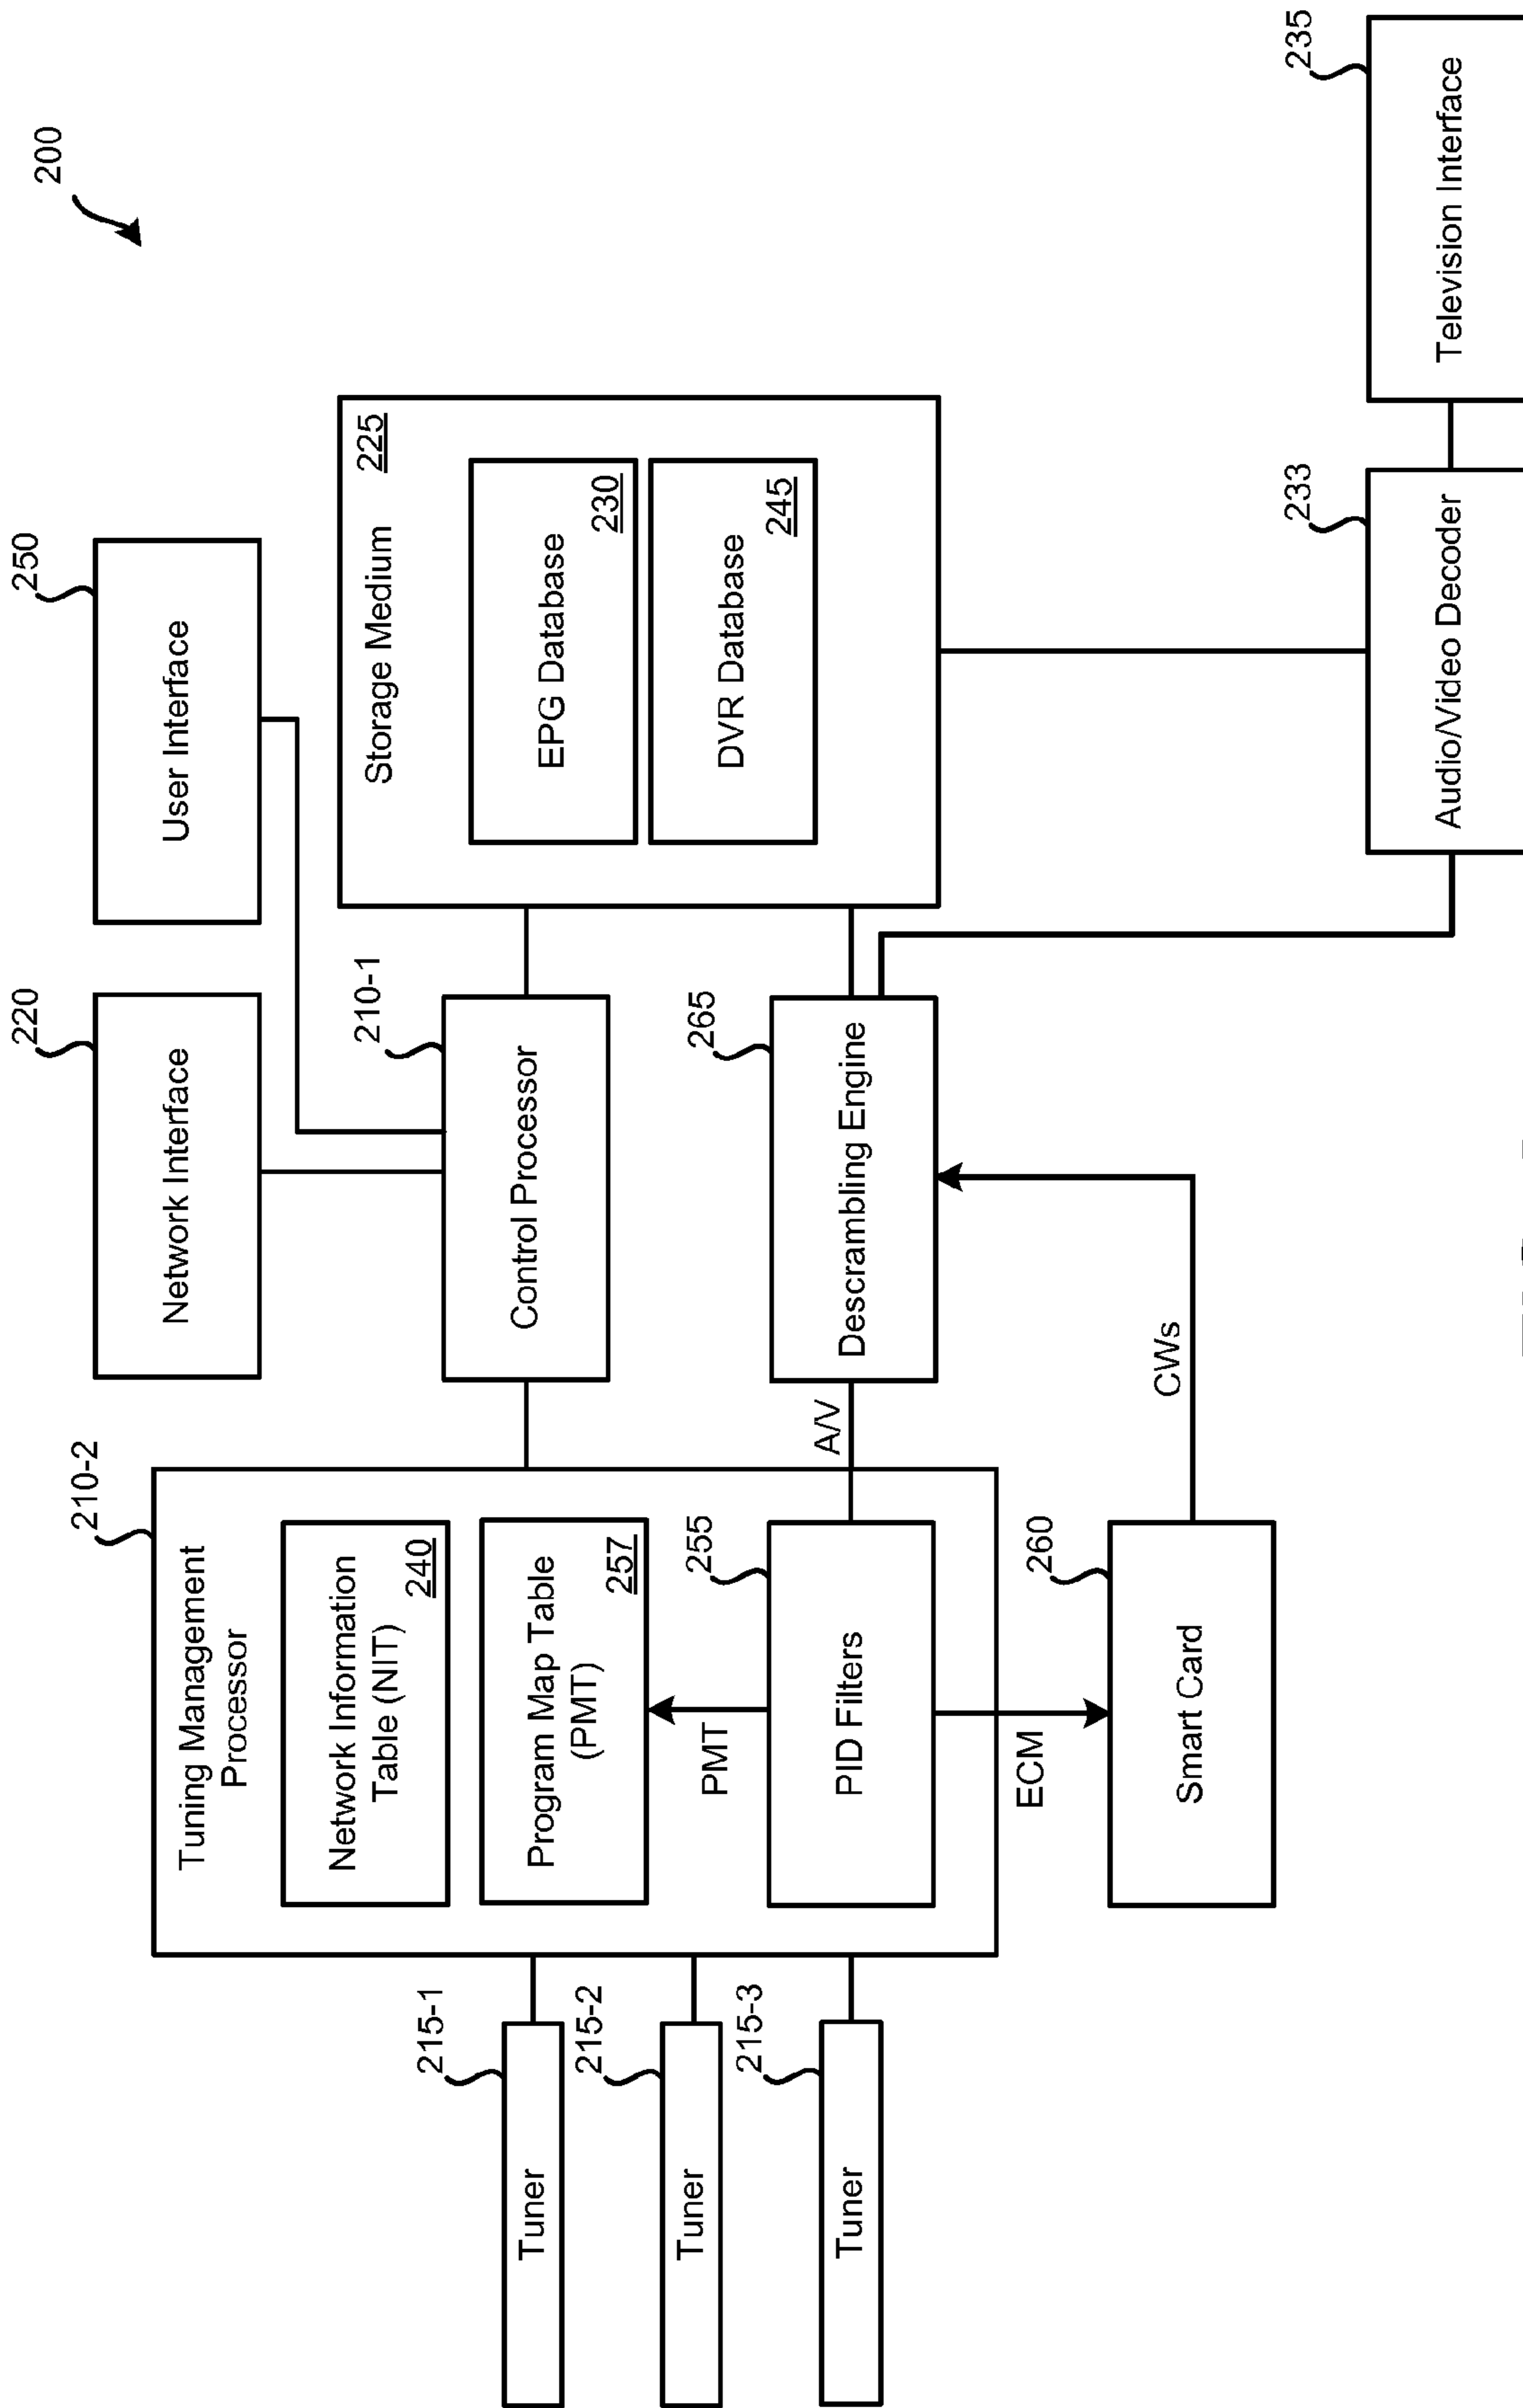 200
210-2
Tuning Management
Processor
Network Information
Table (NIT)
240
Program Map Table
(PMT)
257
PMT
255
PID Filters
ECM
260
Smart Card
CWs
215-1
Tuner
215-2
Tuner
215-3
Tuner
220
Network Interface
250
User Interface
210-1
Control Processor
A/V
265
Descrambling Engine
Storage Medium
225
EPG Database
230
DVR Database
245
233
Audio/Video Decoder
235
Television Interface